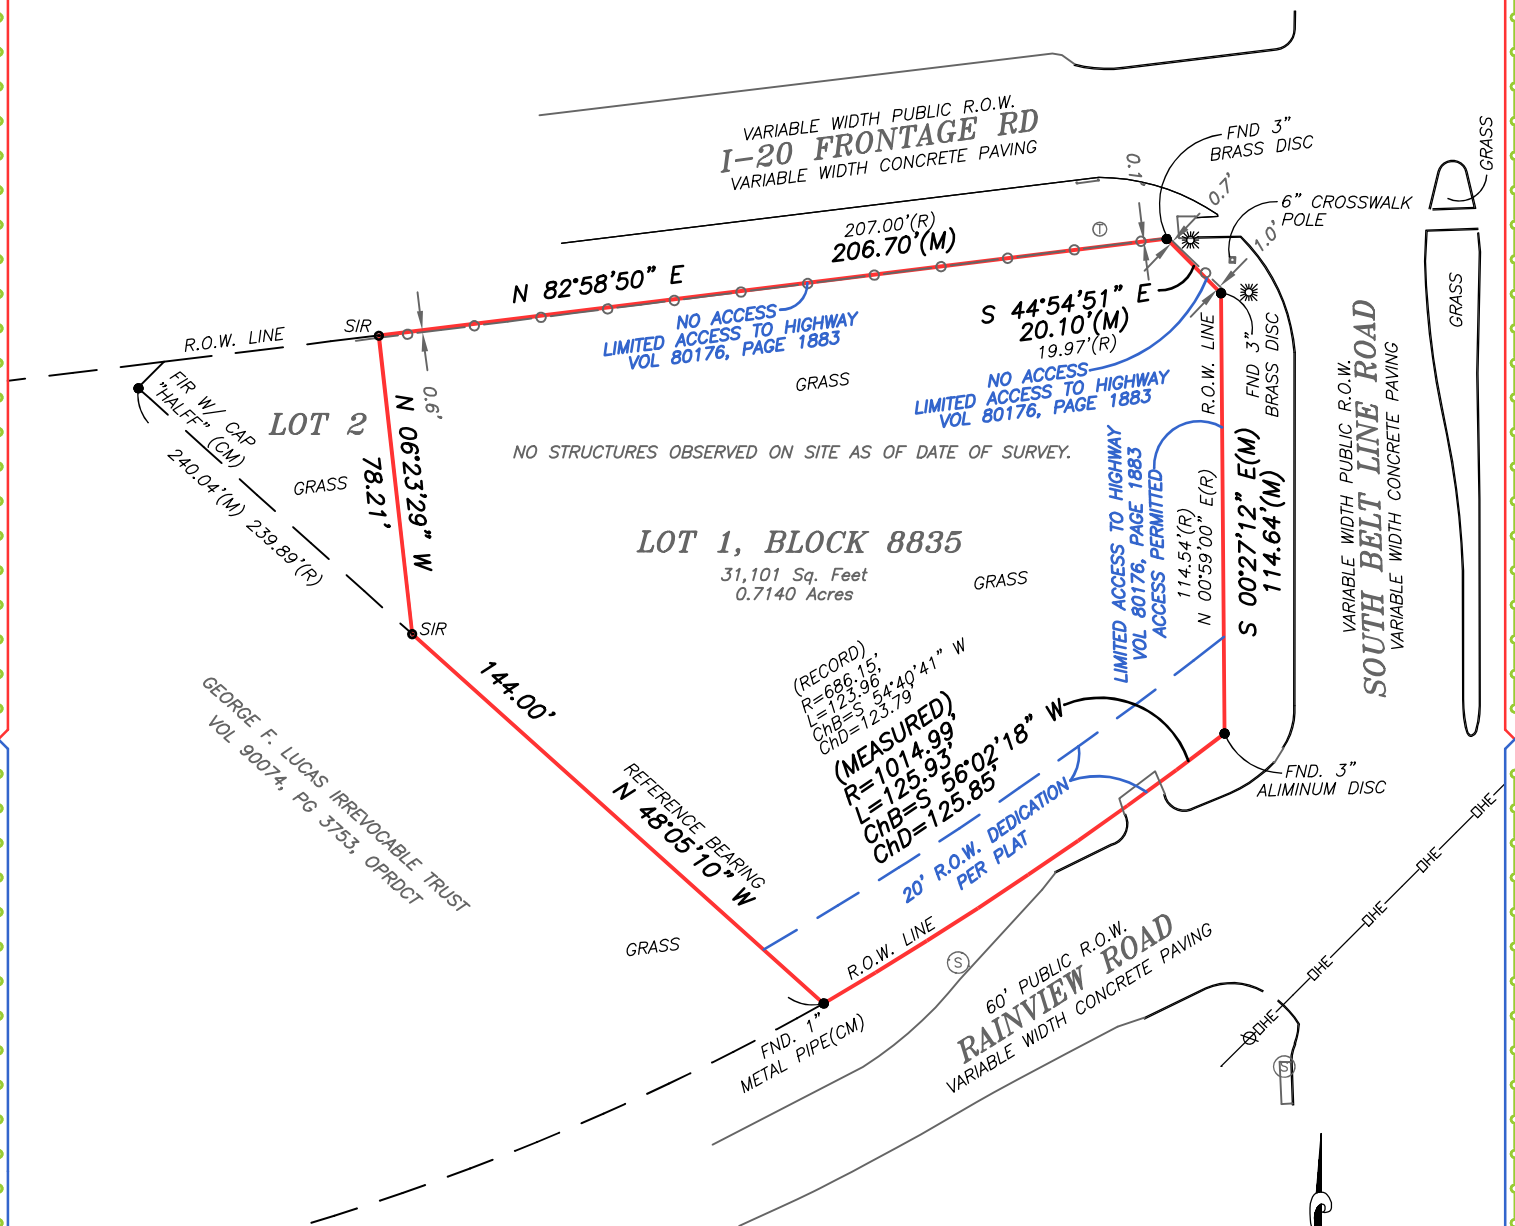 VARIABLE WIDTH PUBLIC R.O.W.
I-20 FRONTAGE RD
VARIABLE WIDTH CONCRETE PAVING
FND 3"
BRASS DISC
GRASS
0.1'
0.7'
6" CROSSWALK
POLE
1.0'
207.00'(R)
206.70'(M)
T
N 82°58'50" E
S 44°54'51" E
20.10'(M)
19.97'(R)
NO ACCESS
LIMITED ACCESS TO HIGHWAY
VOL 80176, PAGE 1883
NO ACCESS
LIMITED ACCESS TO HIGHWAY
VOL 80176, PAGE 1883
R.O.W. LINE
SIR
FIR W/ CAP
"HALFF" (CM)
LOT 2
0.6'
GRASS
R.O.W. LINE
FND 3"
BRASS DISC
GRASS
N 06°23'29" W
78.21'
240.04'(M) 239.89'(R)
GRASS
NO STRUCTURES OBSERVED ON SITE AS OF DATE OF SURVEY.
LOT 1, BLOCK 8835
31,101 Sq. Feet
0.7140 Acres
GRASS
LIMITED ACCESS TO HIGHWAY
VOL 80176, PAGE 1883
ACCESS PERMITTED
114.54'(R)
N 00°59'00" E(R)
S 00°27'12" E(M)
114.64'(M)
VARIABLE WIDTH PUBLIC R.O.W.
SOUTH BELT LINE ROAD
VARIABLE WIDTH CONCRETE PAVING
SIR
144.00'
(RECORD)
R=686.15',
L=123.96'
ChB=S 54°40'41" W
ChD=123.79'
(MEASURED)
R=1014.99',
L=125.93',
ChB=S 56°02'18" W
ChD=125.85'
GEORGE F. LUCAS IRREVOCABLE TRUST
VOL 90074, PG 3753, OPRDCT
REFERENCE BEARING
N 48°05'10" W
20' R.O.W. DEDICATION
PER PLAT
FND. 3"
ALIMINUM DISC
OHE
OHE
OHE
OHE
OHE
GRASS
R.O.W. LINE
S
60' PUBLIC R.O.W.
RAINVIEW ROAD
VARIABLE WIDTH CONCRETE PAVING
FND. 1"
METAL PIPE(CM)
S